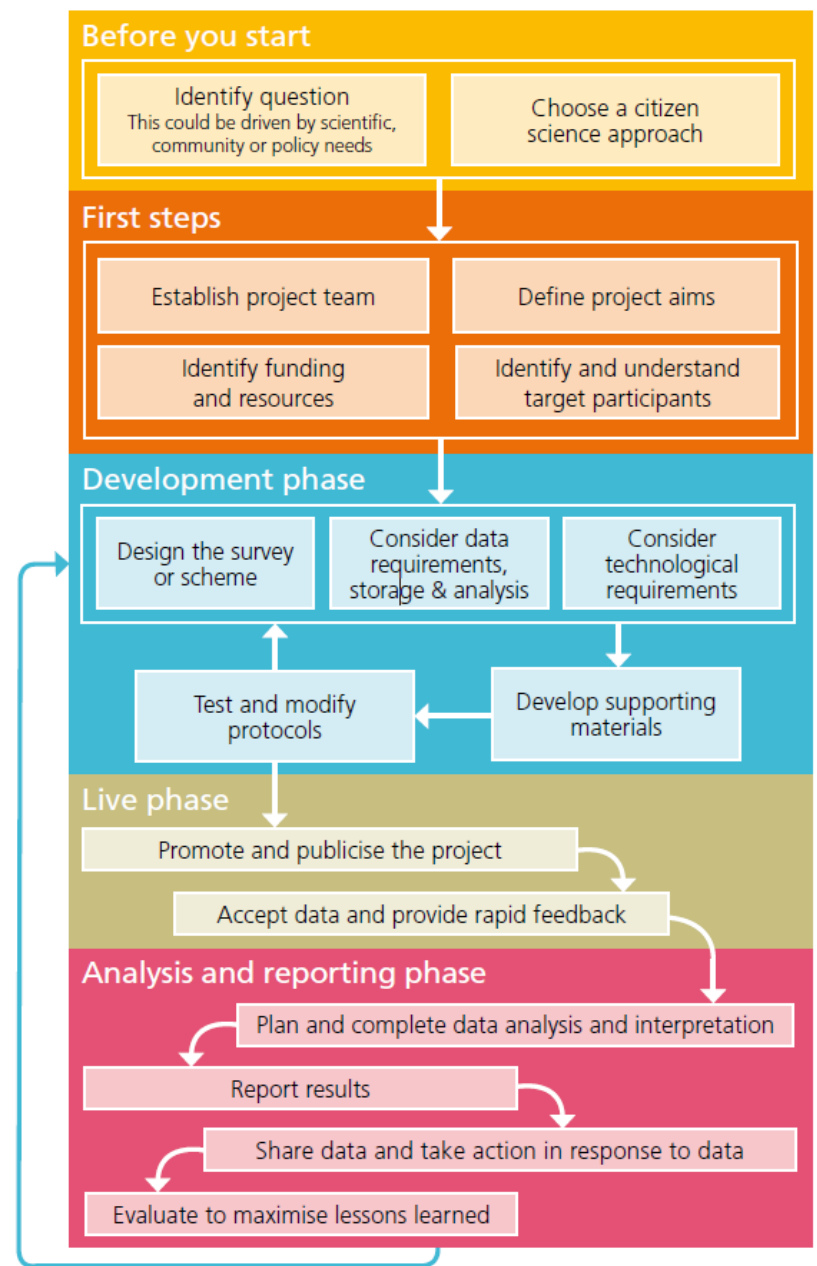 Before you start
Identify question
This could be driven by scientific,
community or policy needs
Choose a citizen
science approach
First steps
Establish project team
Define project aims
Identify funding
and resources
Identify and understand
target participants
Development phase
Design the survey
or scheme
Consider data
requirements,
storage & analysis
Consider
technological
requirements
Test and modify
protocols
Develop supporting
materials
Live phase
Promote and publicise the project
Accept data and provide rapid feedback
Analysis and reporting phase
Plan and complete data analysis and interpretation
Report results
Share data and take action in response to data
Evaluate to maximise lessons learned